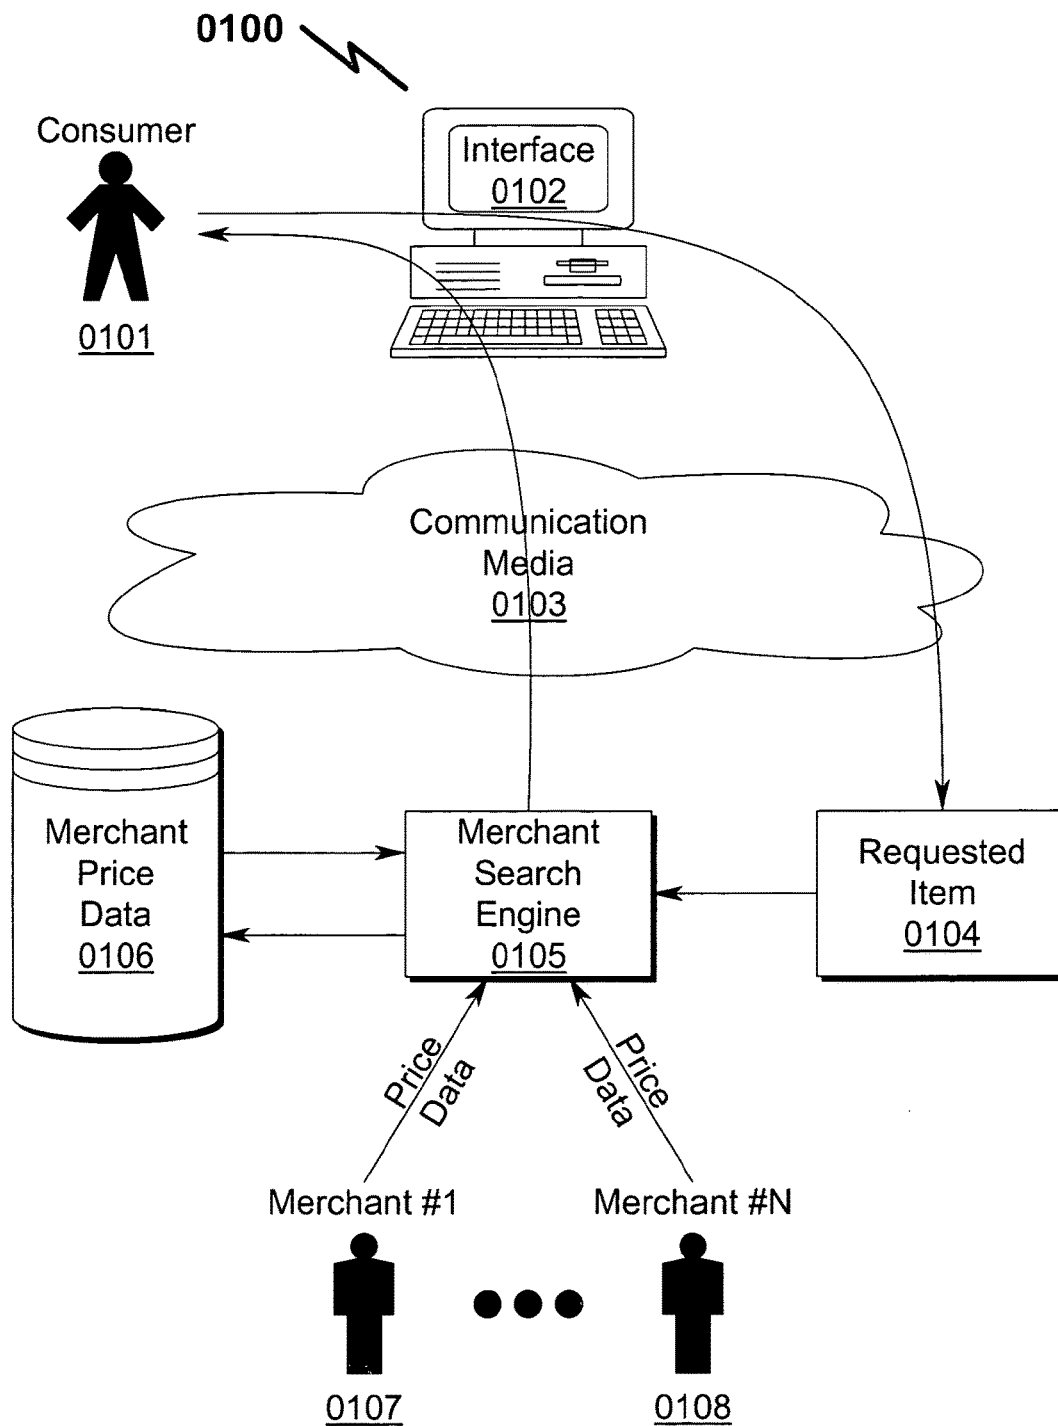 0100
Consumer
0101
Interface
0102
Communication
Media
0103
Merchant
Price
Data
0106
Merchant
Search
Engine
0105
Requested
Item
0104
Price
Data
Price
Data
Merchant #1
Merchant #N
0107
0108